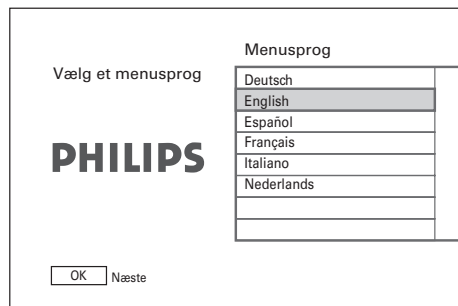 Menusprog
Vælg et menusprog
Deutsch
English
Español
Français
Italiano
Nederlands
PHILIPS
OK Næste